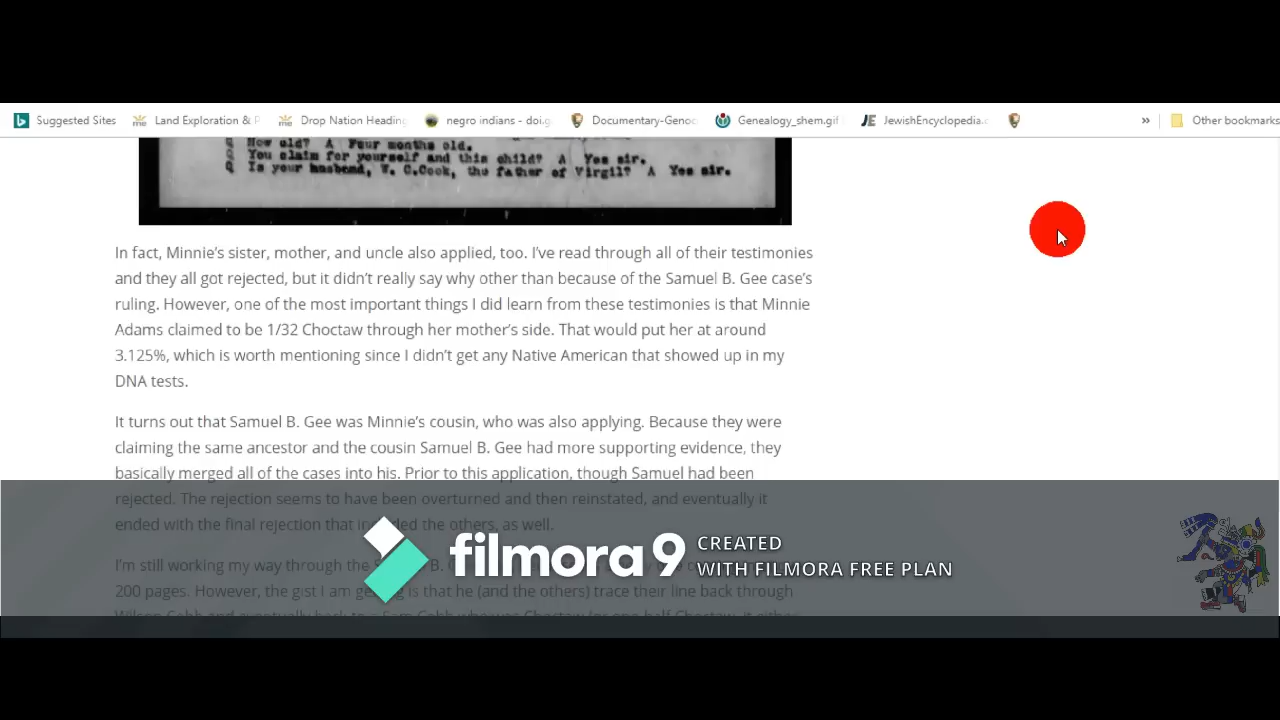 Suggested Sites Land Exploration & Drop Nation Heading negro indians - doi.g Documentary-Genoc Genealogy_shem.gif JewishEncyclopedia.c » Other bookmarks
Q How old? A Four months old.
Q You claim for yourself and this child? A Yes sir.
Q Is your husband, W. C.Cook, the father of Virgil? A Yes sir.
In fact, Minnie's sister, mother, and uncle also applied, too. I've read through all of their testimonies
and they all got rejected, but it didn't really say why other than because of the Samuel B. Gee case's
ruling. However, one of the most important things I did learn from these testimonies is that Minnie
Adams claimed to be 1/32 Choctaw through her mother's side. That would put her at around
3.125%, which is worth mentioning since I didn't get any Native American that showed up in my
DNA tests.
It turns out that Samuel B. Gee was Minnie's cousin, who was also applying. Because they were
claiming the same ancestor and the cousin Samuel B. Gee had more supporting evidence, they
basically merged all of the cases into his. Prior to this application, though Samuel had been
rejected. The rejection seems to have been overturned and then reinstated, and eventually it
ended with the final rejection that included the others, as well.
I'm still working my way through the B.
200 pages. However, the gist I am getting is that he (and the others) trace their line back through
filmora9 CREATED
WITH FILMORA FREE PLAN